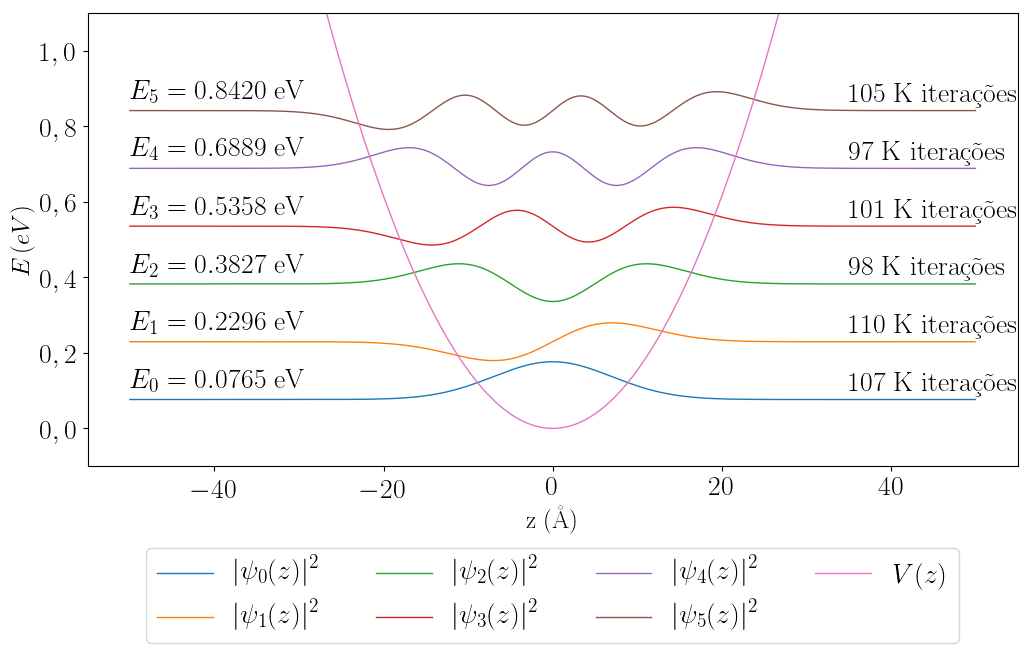 1,0
0,8
0,6
0,4
0,2
0,0
E (eV)
E₅ = 0.8420 eV
105 K iterações
E₄ = 0.6889 eV
97 K iterações
E₃ = 0.5358 eV
101 K iterações
E₂ = 0.3827 eV
98 K iterações
E₁ = 0.2296 eV
110 K iterações
E₀ = 0.0765 eV
107 K iterações
−40 −20 0 20 40
z (Å)
|ψ₀(z)|² |ψ₂(z)|² |ψ₄(z)|² V(z)
|ψ₁(z)|² |ψ₃(z)|² |ψ₅(z)|²